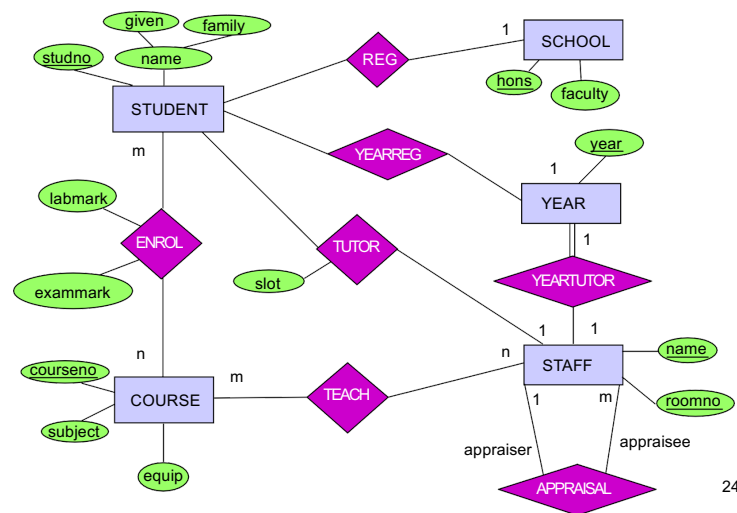 given
family
studno
name
STUDENT
m
REG
1
SCHOOL
hons
faculty
YEARREG
1
year
YEAR
1
labmark
ENROL
exammark
TUTOR
slot
YEARTUTOR
n
courseno
m
COURSE
subject
equip
TEACH
n
1
1
STAFF
name
roomno
1
m
appraiser
appraisee
APPRAISAL
24